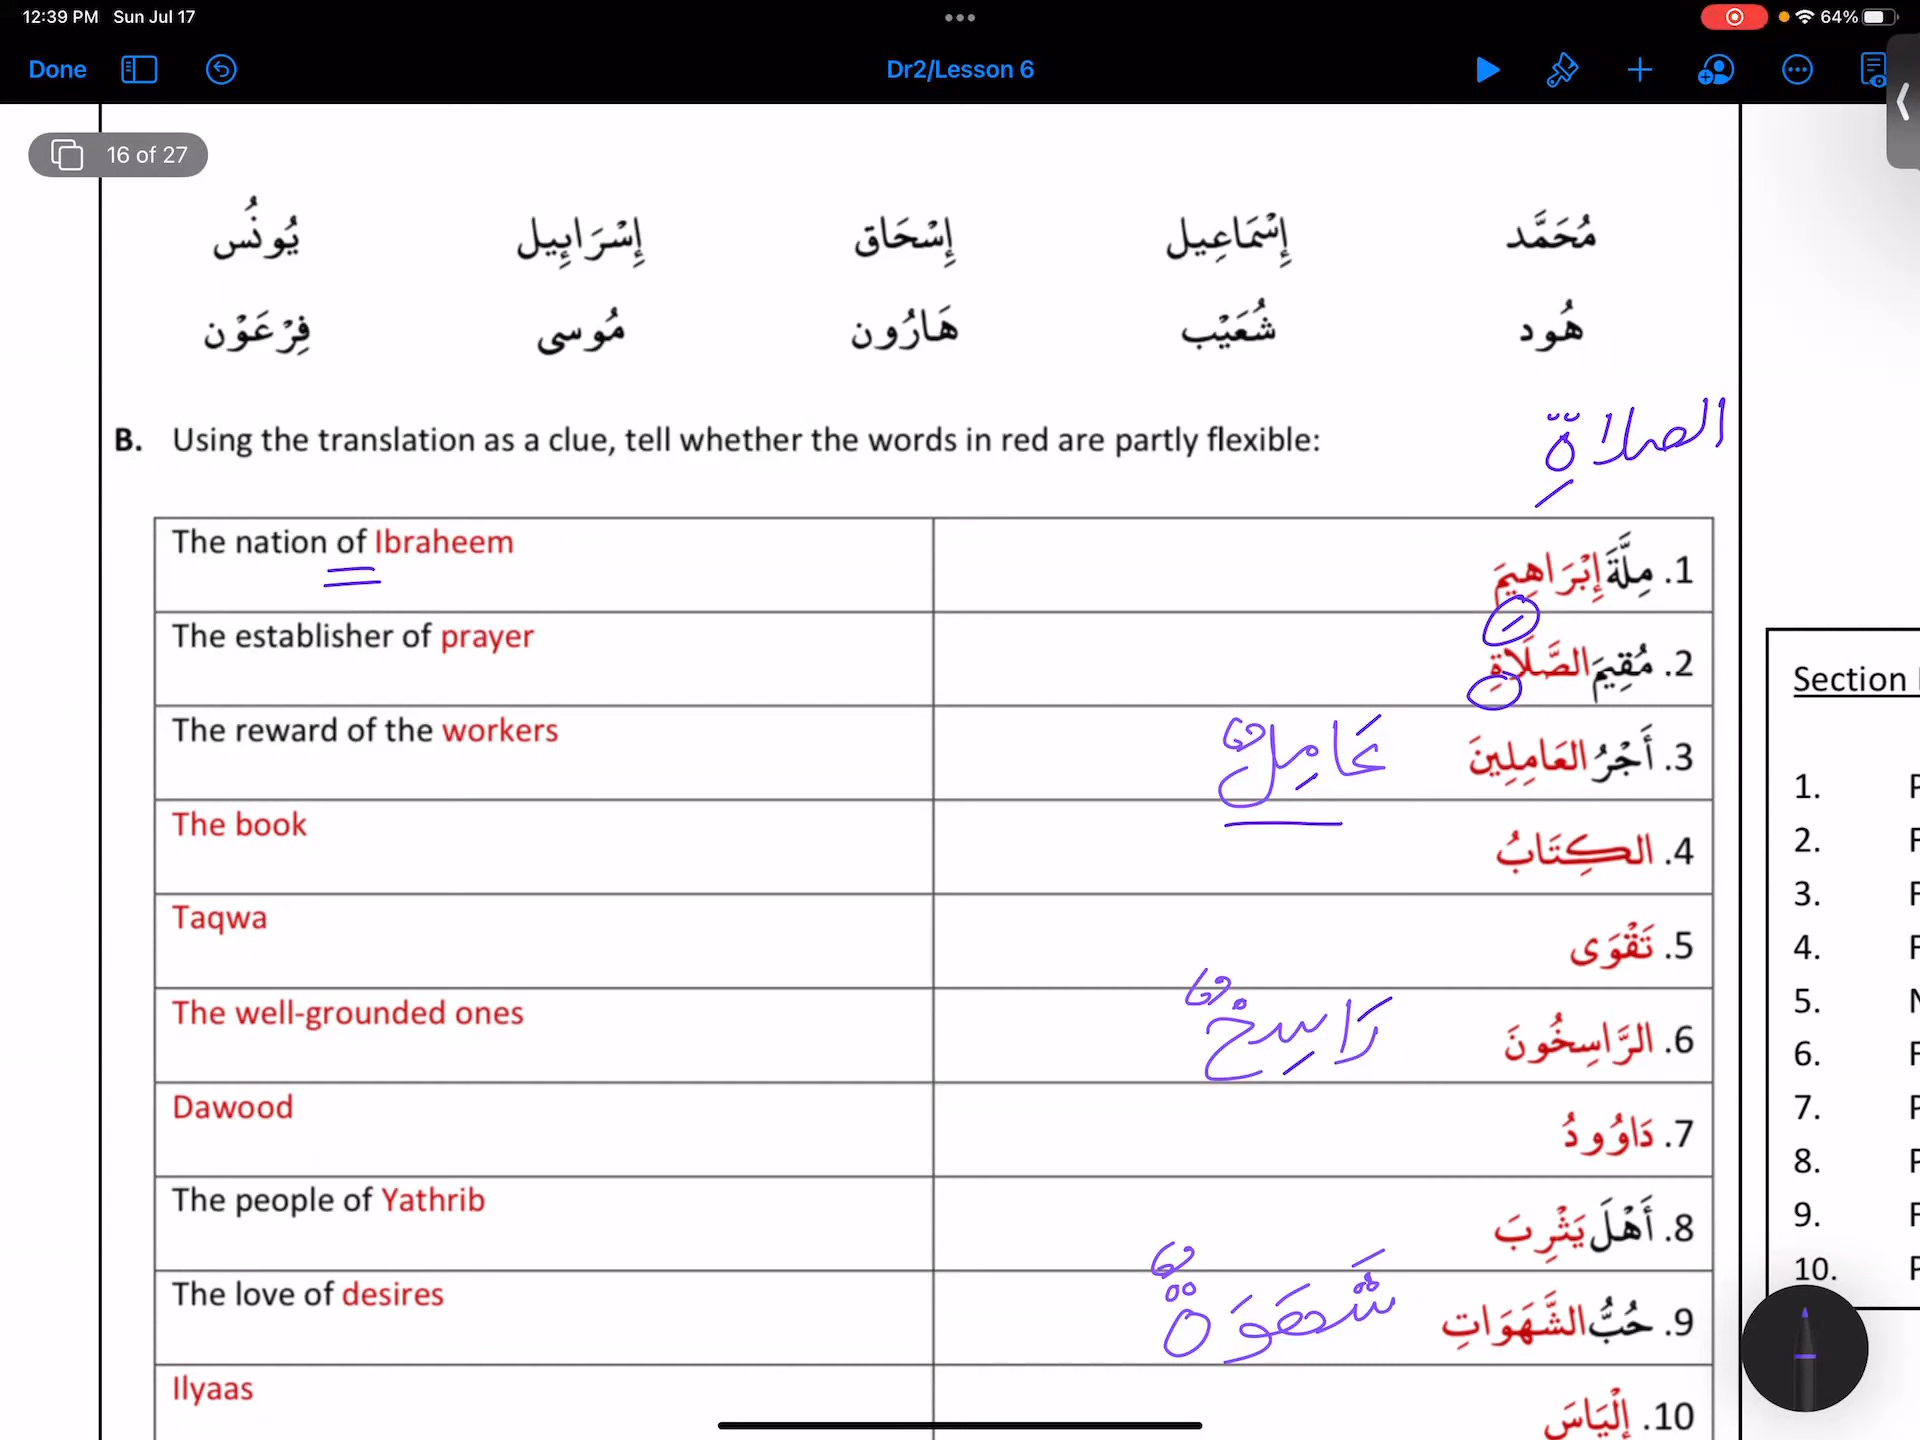 12:39 PM Sun Jul 17
64%
Done
Dr2/Lesson 6
16 of 27
مُحَمَّد إِسْمَاعِيل إِسْحَاق إِسْرَايِٕيل يُونُس
هُود شُعَيْب هَارُون مُوسى فِرْعَوْن
الصلاةِ
B. Using the translation as a clue, tell whether the words in red are partly flexible:
The nation of Ibraheem
1. مِلَّةَ إِبْرَاهِيمَ
The establisher of prayer
2. مُقِيمَ الصَّلَاةِ
The reward of the workers
3. أَجْرُ العَامِلِينَ
عَامِلٌ
The book
4. الكِتَابُ
Taqwa
5. تَقْوَى
The well-grounded ones
6. الرَّاسِخُونَ
رَاسِخٌ
Dawood
7. دَاوُودُ
The people of Yathrib
8. أَهْلَ يَثْرِبَ
The love of desires
9. حُبُّ الشَّهَوَاتِ
شَهْوَةٌ
Ilyaas
10. إِلْيَاسَ
Section
1.
2.
3.
4.
5.
6.
7.
8.
9.
10.